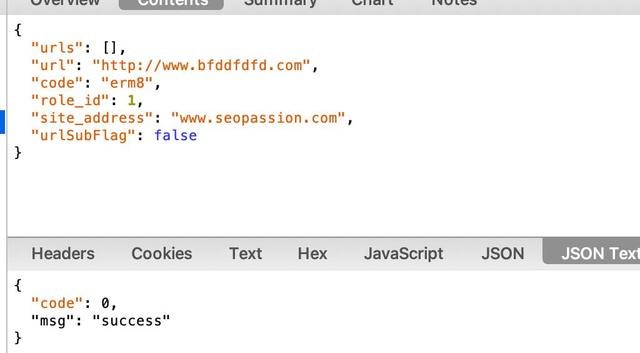 Overview Contents Summary Chart Notes
{
"urls": [],
"url": "http://www.bfddfdfd.com",
"code": "erm8",
"role_id": 1,
"site_address": "www.seopassion.com",
"urlSubFlag": false
}
Headers Cookies Text Hex JavaScript JSON JSON Text
{
"code": 0,
"msg": "success"
}